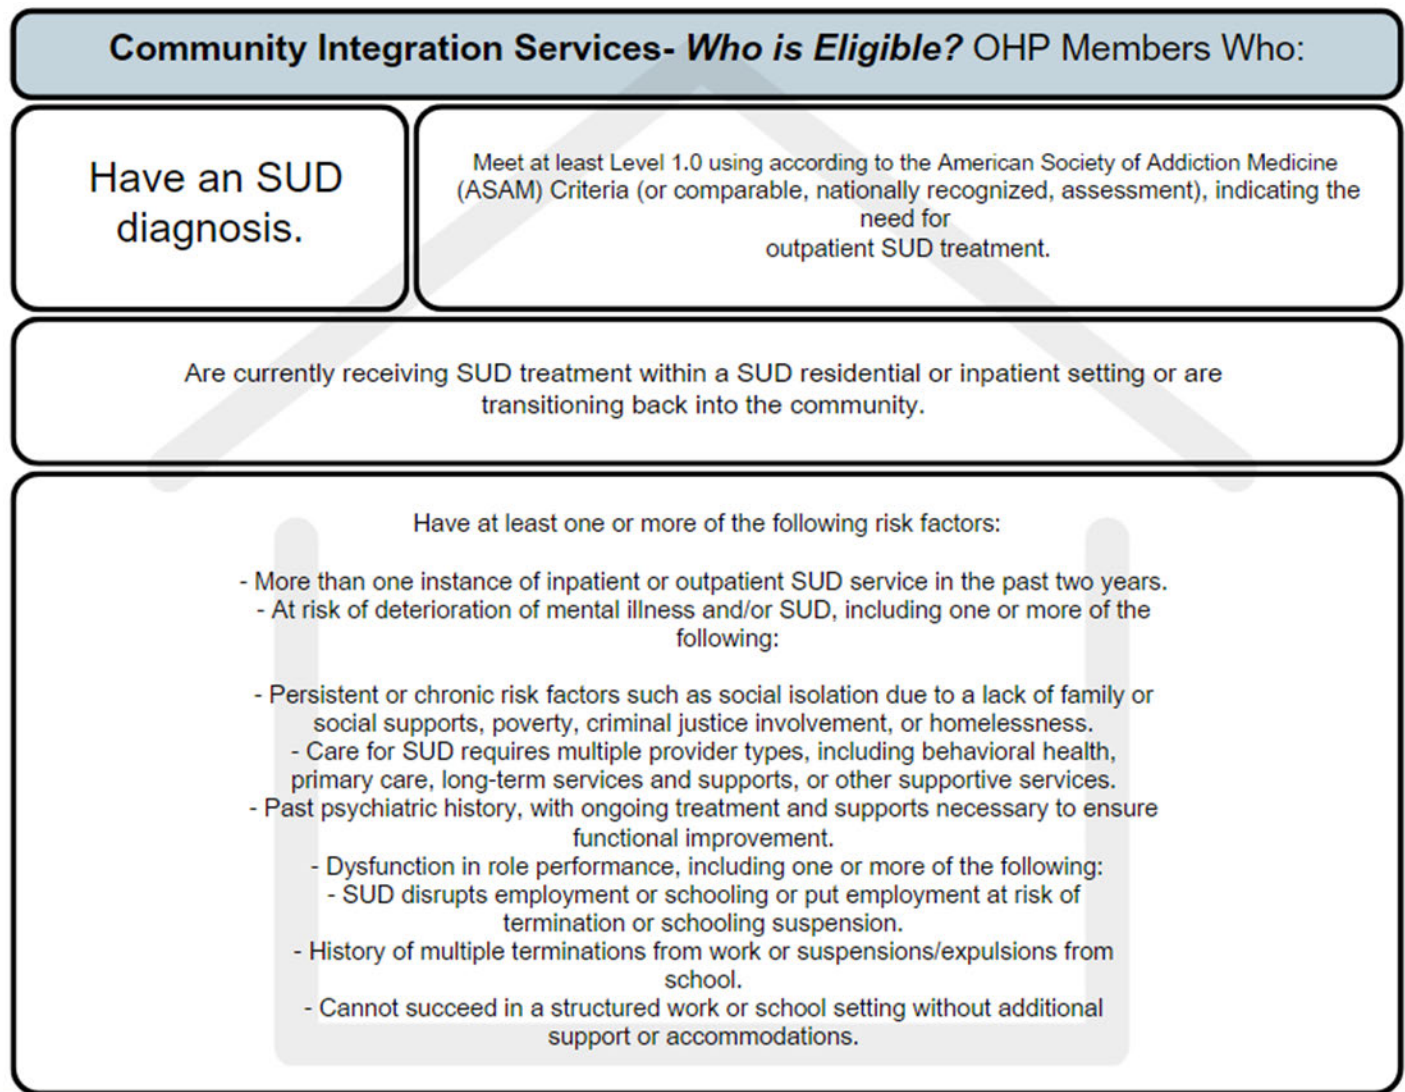 Community Integration Services- Who is Eligible? OHP Members Who:
Have an SUD
diagnosis.
Meet at least Level 1.0 using according to the American Society of Addiction Medicine
(ASAM) Criteria (or comparable, nationally recognized, assessment), indicating the
need for
outpatient SUD treatment.
Are currently receiving SUD treatment within a SUD residential or inpatient setting or are
transitioning back into the community.
Have at least one or more of the following risk factors:
- More than one instance of inpatient or outpatient SUD service in the past two years.
- At risk of deterioration of mental illness and/or SUD, including one or more of the
following:
- Persistent or chronic risk factors such as social isolation due to a lack of family or
social supports, poverty, criminal justice involvement, or homelessness.
- Care for SUD requires multiple provider types, including behavioral health,
primary care, long-term services and supports, or other supportive services.
- Past psychiatric history, with ongoing treatment and supports necessary to ensure
functional improvement.
- Dysfunction in role performance, including one or more of the following:
- SUD disrupts employment or schooling or put employment at risk of
termination or schooling suspension.
- History of multiple terminations from work or suspensions/expulsions from
school.
- Cannot succeed in a structured work or school setting without additional
support or accommodations.